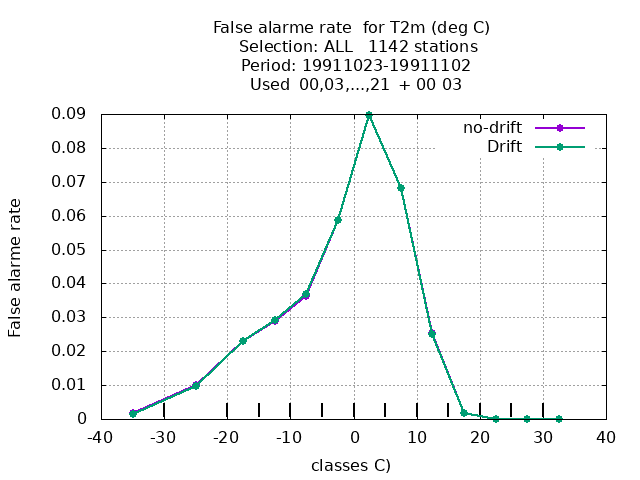 False alarme rate  for T2m (deg C)
Selection: ALL   1142 stations
Period: 19911023-19911102
Used  00,03,...,21  + 00 03
no-drift
Drift
False alarme rate
0.09
0.08
0.07
0.06
0.05
0.04
0.03
0.02
0.01
0
-40 -30 -20 -10 0 10 20 30 40
classes C)